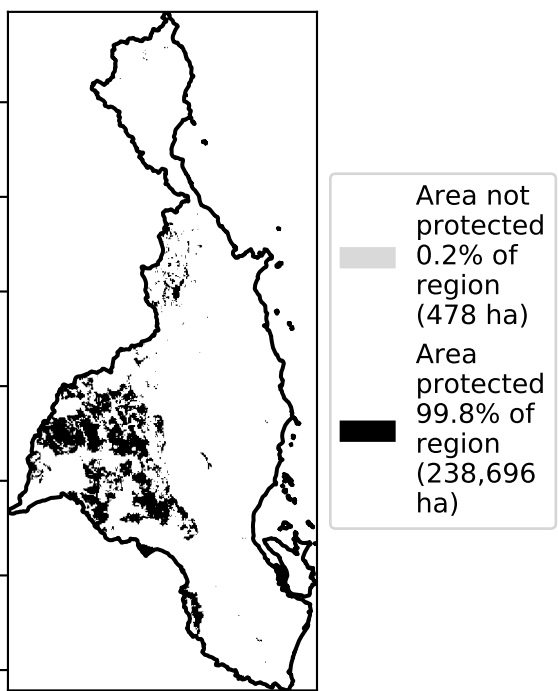 Area not
protected
0.2% of
region
(478 ha)
Area
protected
99.8% of
region
(238,696
ha)